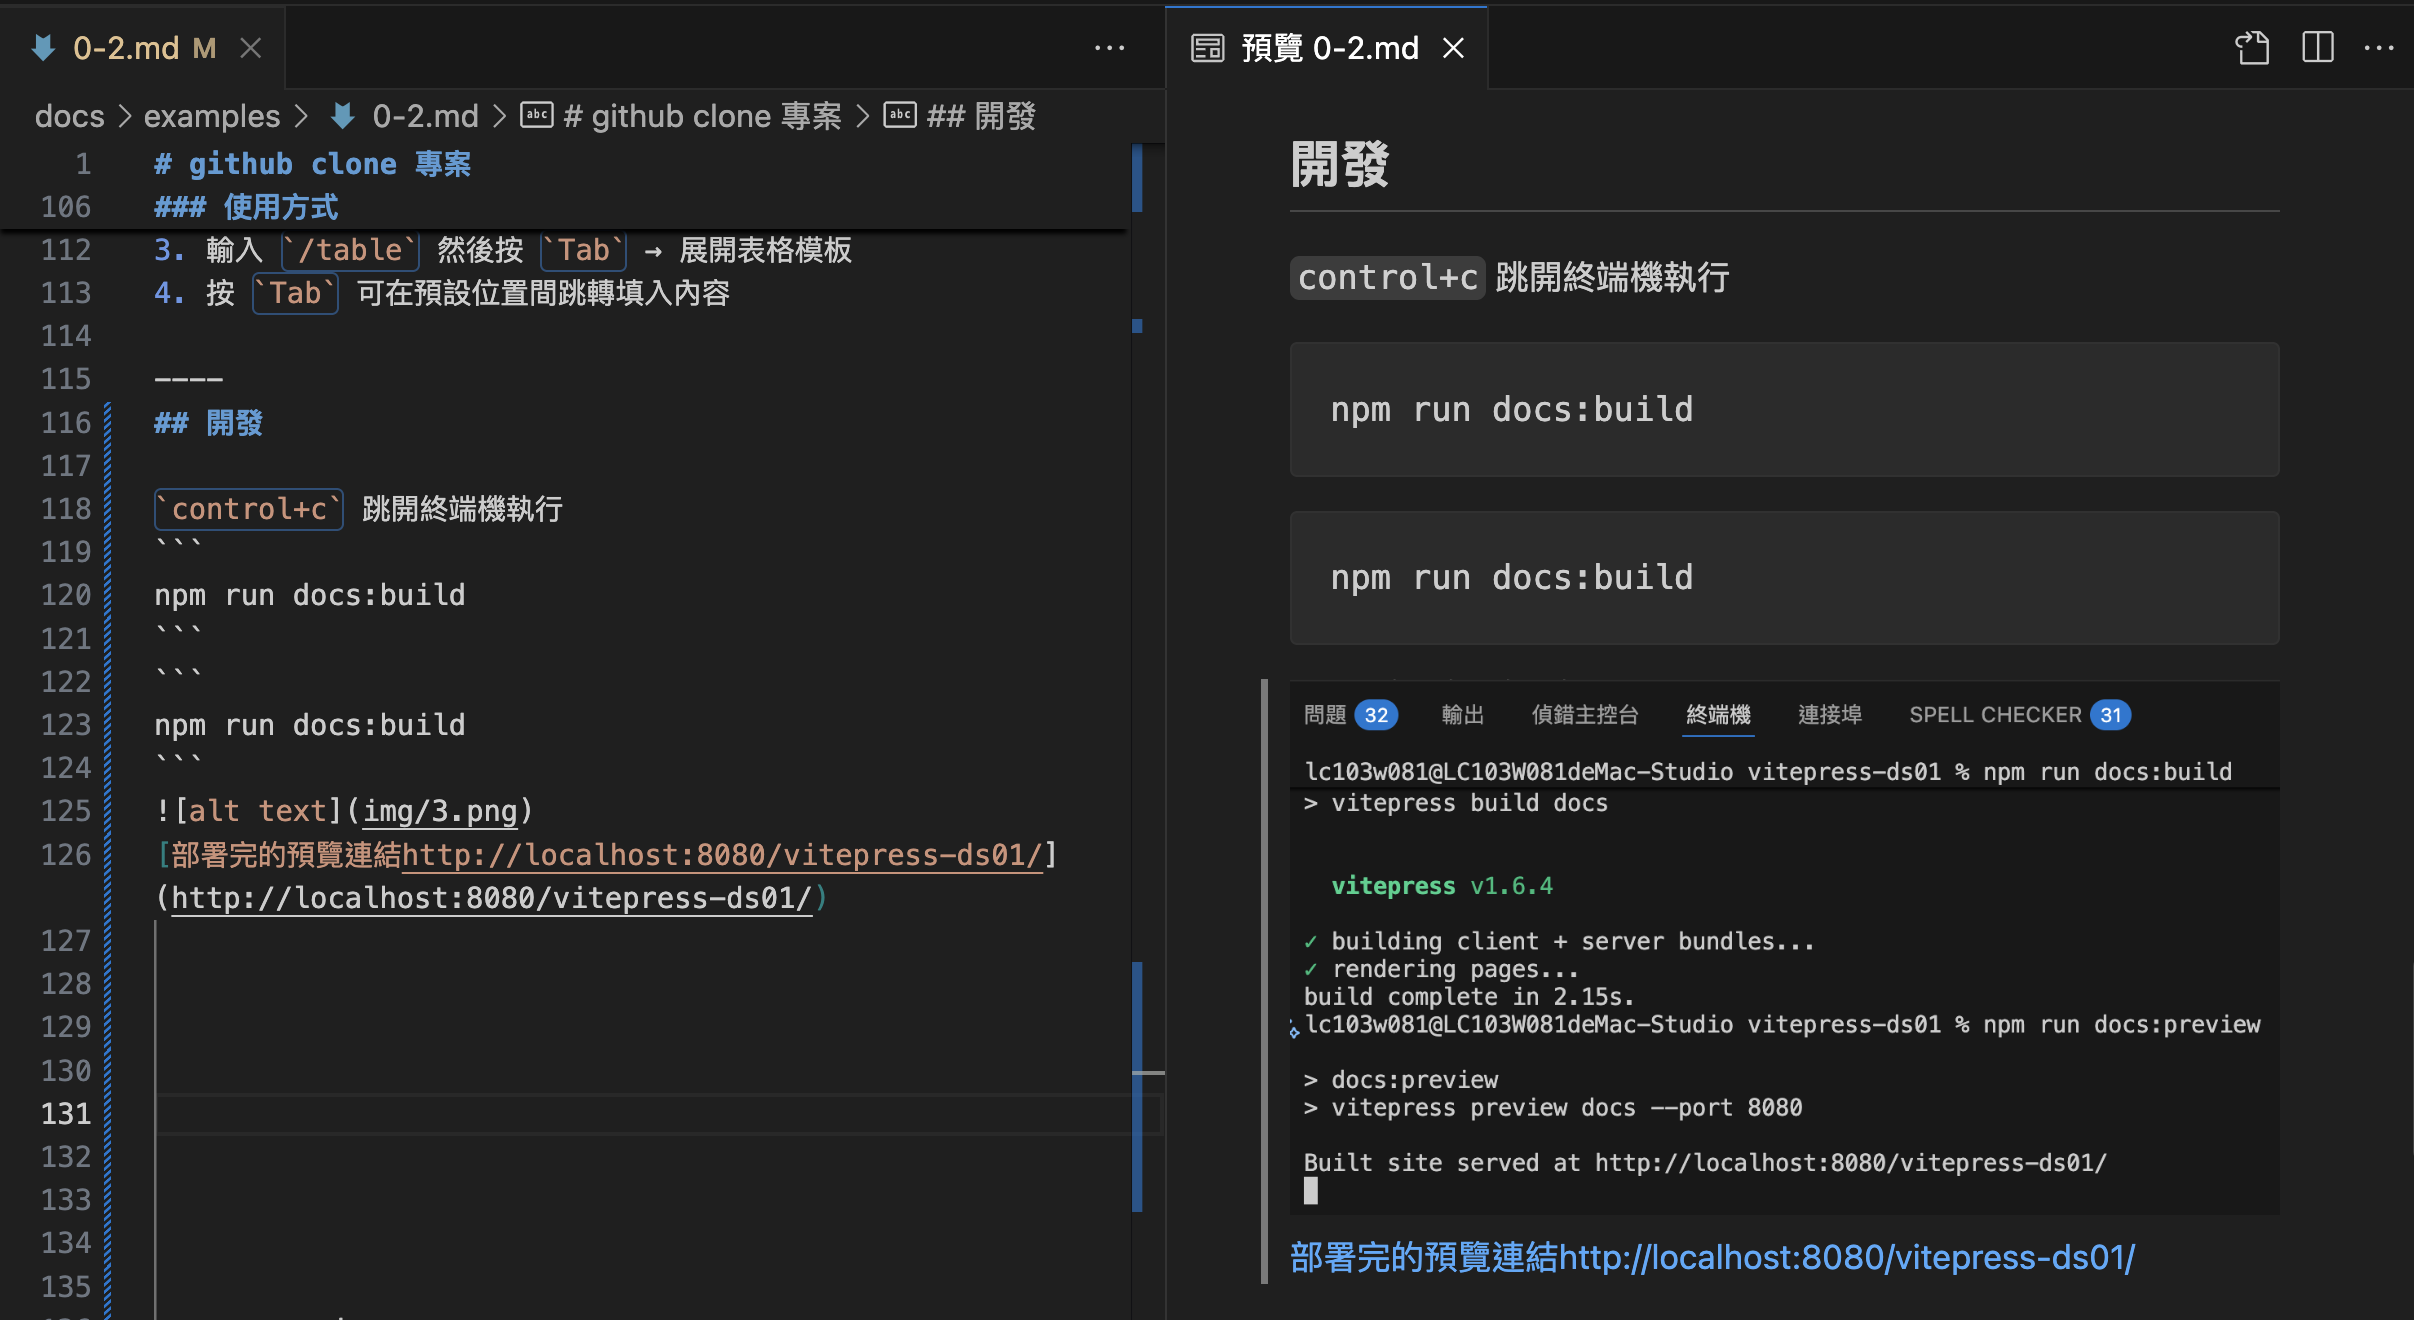 0-2.md M
docs > examples > 0-2.md > # github clone 專案 > ## 開發
1 # github clone 專案
106 ### 使用方式
112 3. 輸入 `/table` 然後按 `Tab` → 展開表格模板
113 4. 按 `Tab` 可在預設位置間跳轉填入內容
114
115 ----
116 ## 開發
117
118 `control+c` 跳開終端機執行
119 ```
120 npm run docs:build
121 ```
122 ```
123 npm run docs:build
124 ```
125 ![alt text](img/3.png)
126 [部署完的預覽連結http://localhost:8080/vitepress-ds01/]
(http://localhost:8080/vitepress-ds01/)
127
128
129
130
131
132
133
134
135
預覽 0-2.md
開發
control+c 跳開終端機執行
npm run docs:build
npm run docs:build
問題 32 輸出 偵錯主控台 終端機 連接埠 SPELL CHECKER 31
lc103w081@LC103W081deMac-Studio vitepress-ds01 % npm run docs:build
> vitepress build docs
vitepress v1.6.4
✓ building client + server bundles...
✓ rendering pages...
build complete in 2.15s.
lc103w081@LC103W081deMac-Studio vitepress-ds01 % npm run docs:preview
> docs:preview
> vitepress preview docs --port 8080
Built site served at http://localhost:8080/vitepress-ds01/
部署完的預覽連結http://localhost:8080/vitepress-ds01/